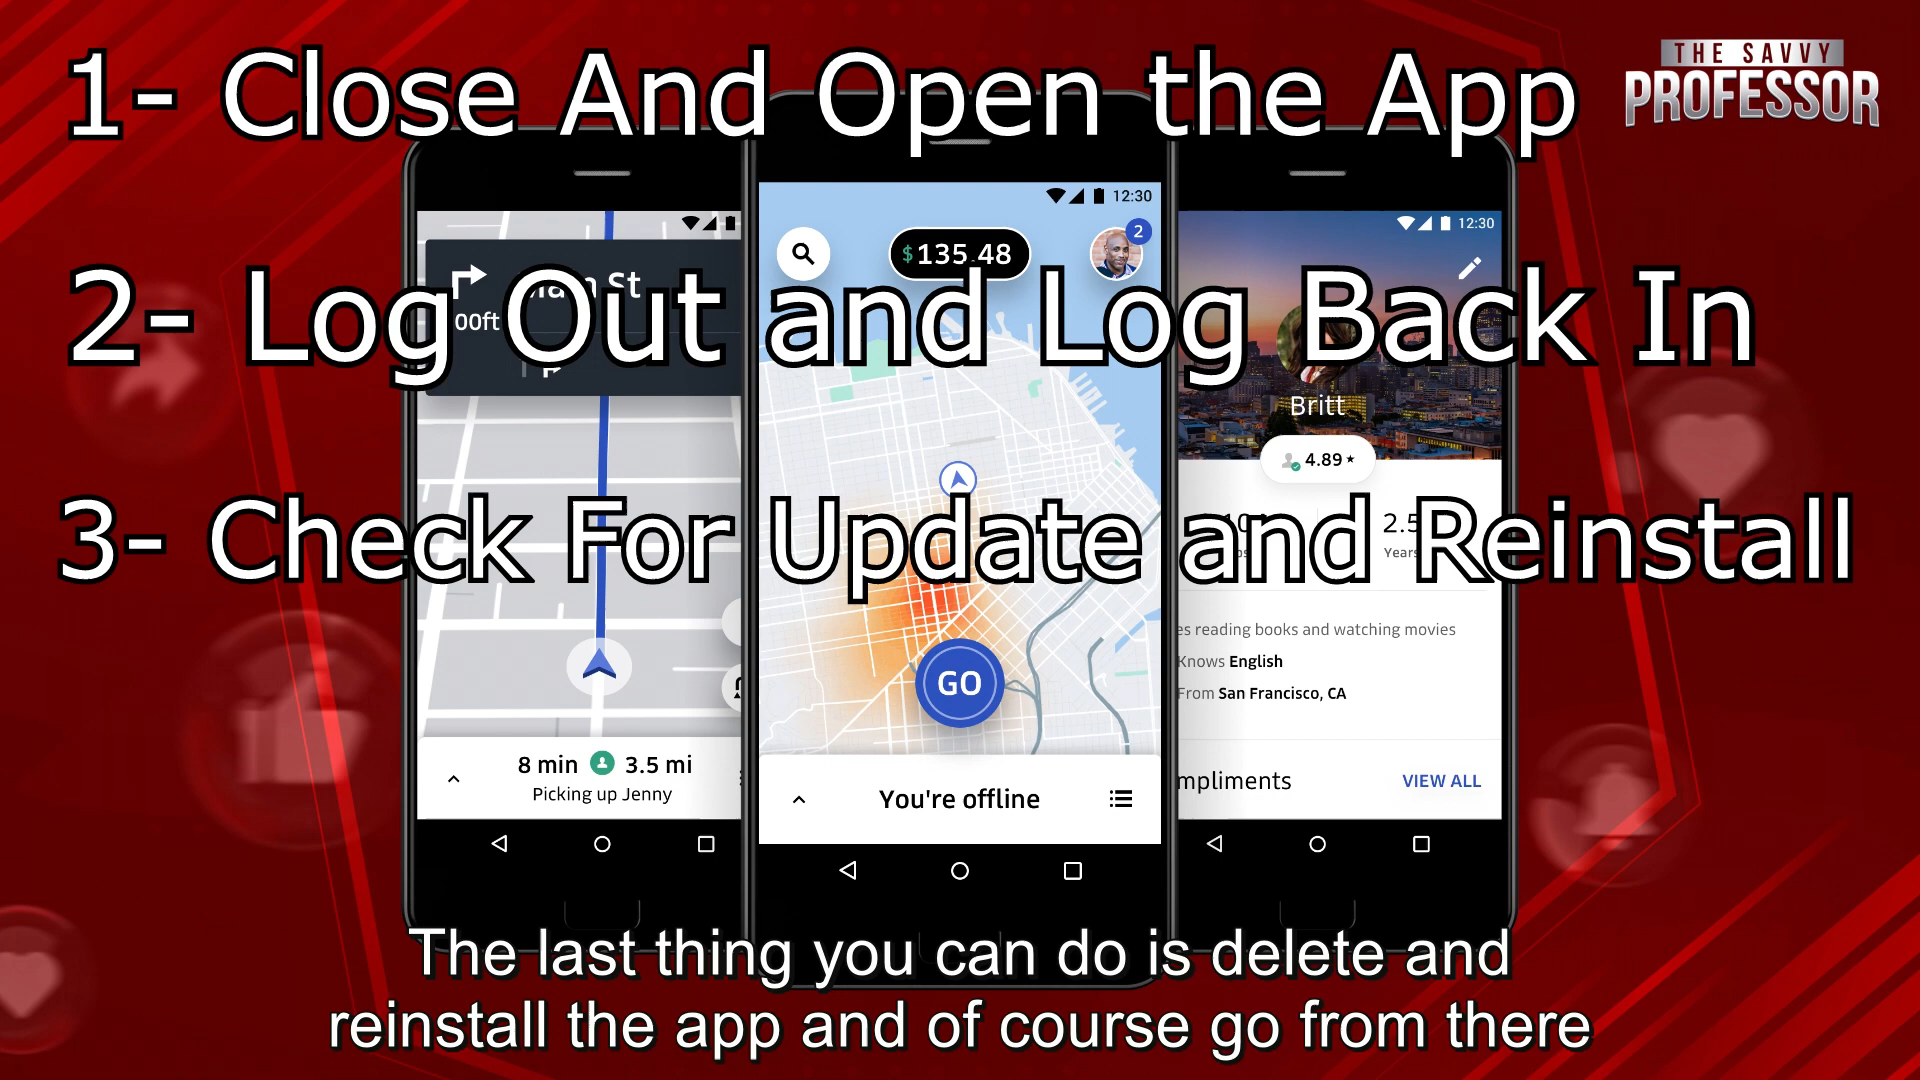 1- Close And Open the App
THE SAVVY
PROFESSOR
12:30
$135.48
2
12:30
2- Log Out and Log Back In
St
00ft
Britt
4.89★
3- Check For Update and Reinstall
2.5
Years
es reading books and watching movies
Knows English
From San Francisco, CA
GO
8 min 3.5 mi
Picking up Jenny
You're offline
mpliments VIEW ALL
The last thing you can do is delete and
reinstall the app and of course go from there